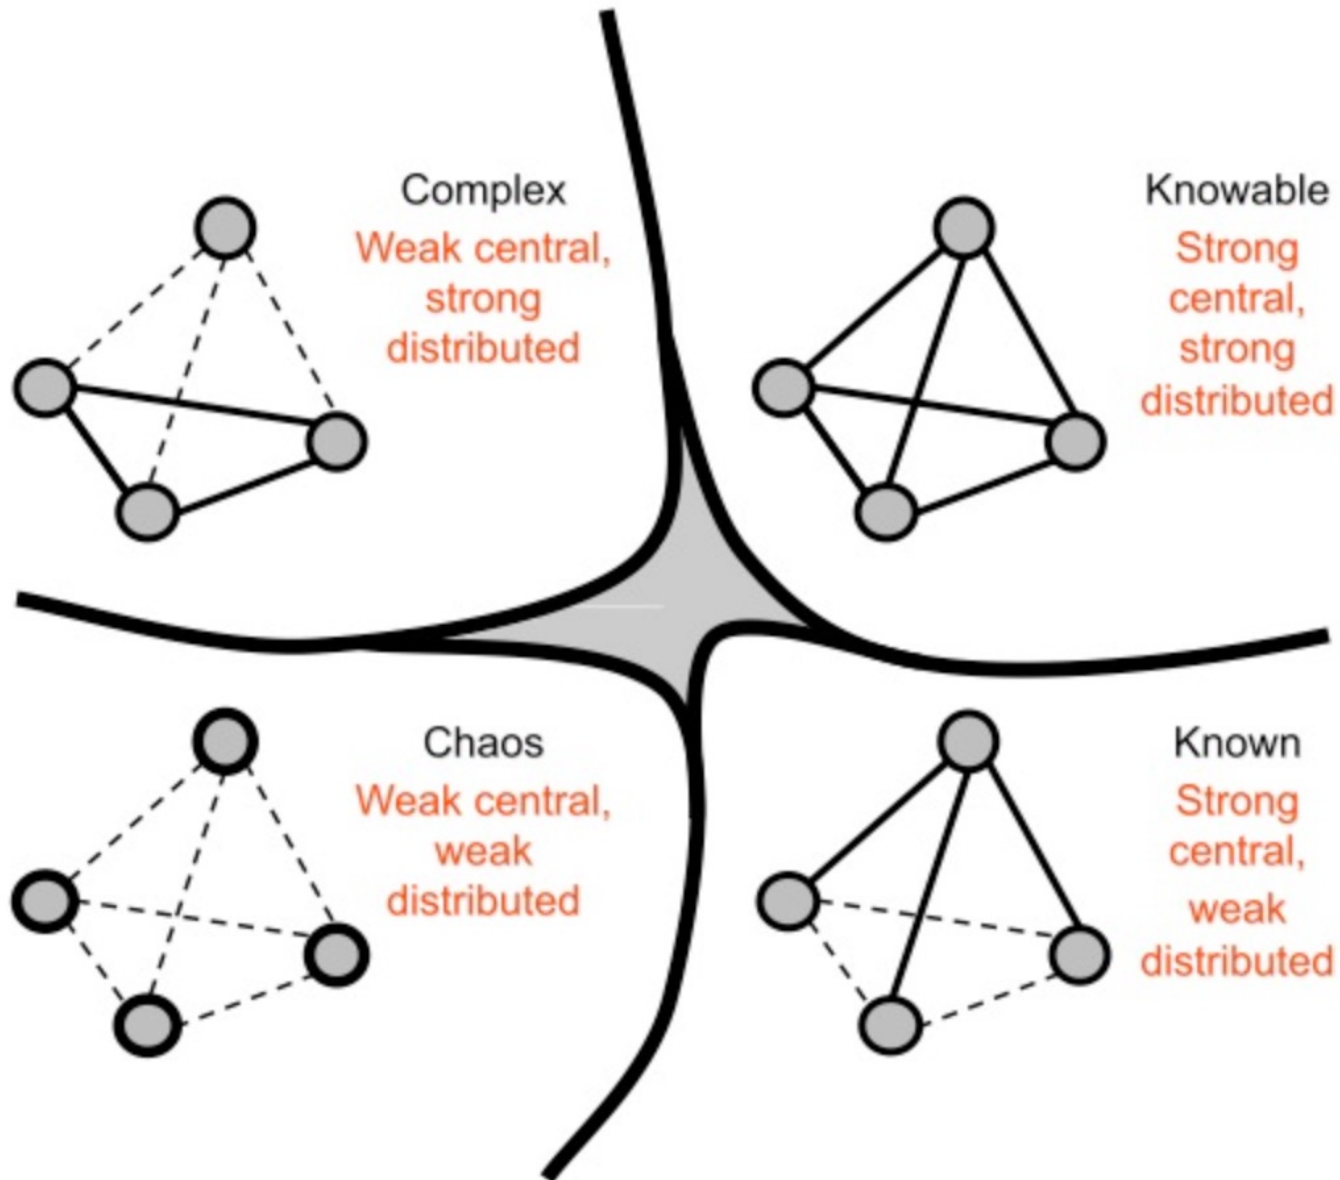 Complex
Weak central,
strong
distributed
Knowable
Strong
central,
strong
distributed
Chaos
Weak central,
weak
distributed
Known
Strong
central,
weak
distributed